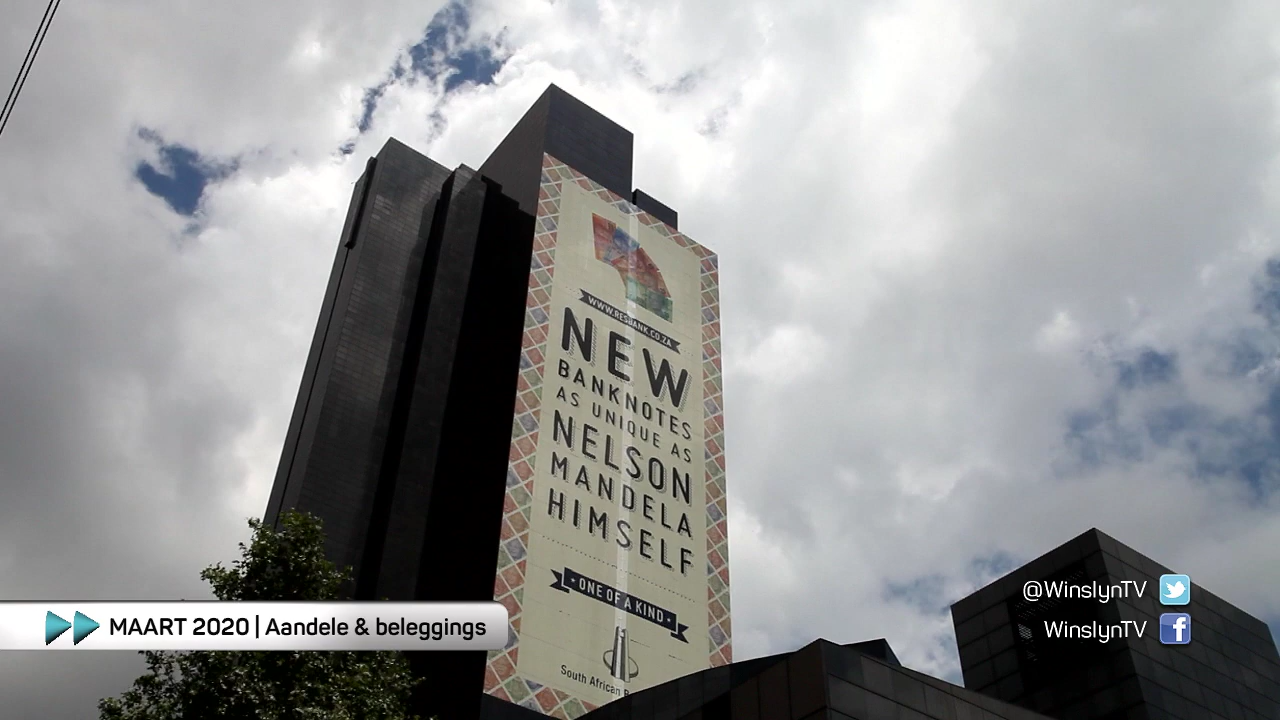 WWW.RESBANK.CO.ZA
NEW
BANKNOTES
AS UNIQUE AS
NELSON
MANDELA
HIMSELF
ONE OF A KIND
South African
MAART 2020 | Aandele & beleggings
@WinslynTV
WinslynTV